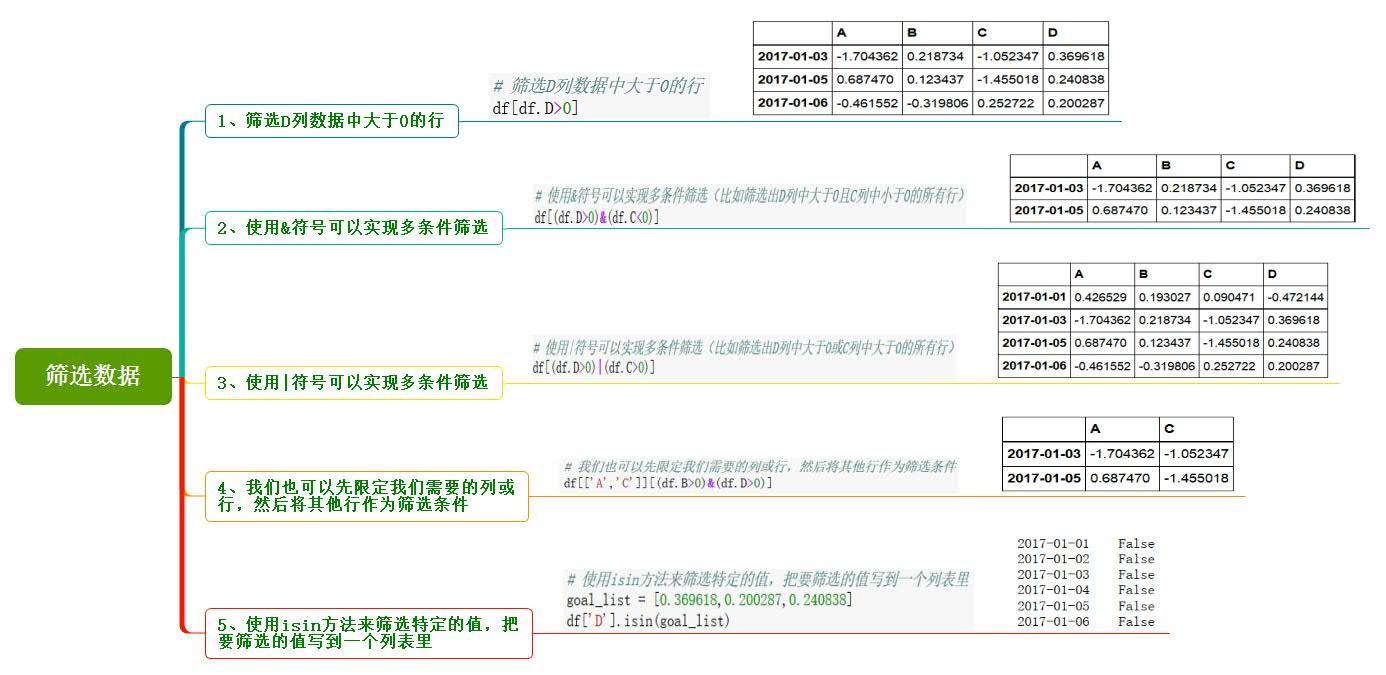 筛选数据
1、筛选D列数据中大于0的行
# 筛选D列数据中大于0的行
df[df.D>0]
A B C D
2017-01-03 -1.704362 0.218734 -1.052347 0.369618
2017-01-05 0.687470 0.123437 -1.455018 0.240838
2017-01-06 -0.461552 -0.319806 0.252722 0.200287
2、使用&符号可以实现多条件筛选
# 使用&符号可以实现多条件筛选（比如筛选出D列中大于0且C列中小于0的所有行）
df[(df.D>0)&(df.C<0)]
A B C D
2017-01-03 -1.704362 0.218734 -1.052347 0.369618
2017-01-05 0.687470 0.123437 -1.455018 0.240838
3、使用|符号可以实现多条件筛选
# 使用|符号可以实现多条件筛选（比如筛选出D列中大于0或C列中大于0的所有行）
df[(df.D>0)|(df.C>0)]
A B C D
2017-01-01 0.426529 0.193027 0.090471 -0.472144
2017-01-03 -1.704362 0.218734 -1.052347 0.369618
2017-01-05 0.687470 0.123437 -1.455018 0.240838
2017-01-06 -0.461552 -0.319806 0.252722 0.200287
4、我们也可以先限定我们需要的列或
行，然后将其他行作为筛选条件
# 我们也可以先限定我们需要的列或行，然后将其他行作为筛选条件
df[['A','C']][(df.B>0)&(df.D>0)]
A C
2017-01-03 -1.704362 -1.052347
2017-01-05 0.687470 -1.455018
5、使用isin方法来筛选特定的值，把
要筛选的值写到一个列表里
# 使用isin方法来筛选特定的值，把要筛选的值写到一个列表里
goal_list = [0.369618,0.200287,0.240838]
df['D'].isin(goal_list)
2017-01-01 False
2017-01-02 False
2017-01-03 False
2017-01-04 False
2017-01-05 False
2017-01-06 False